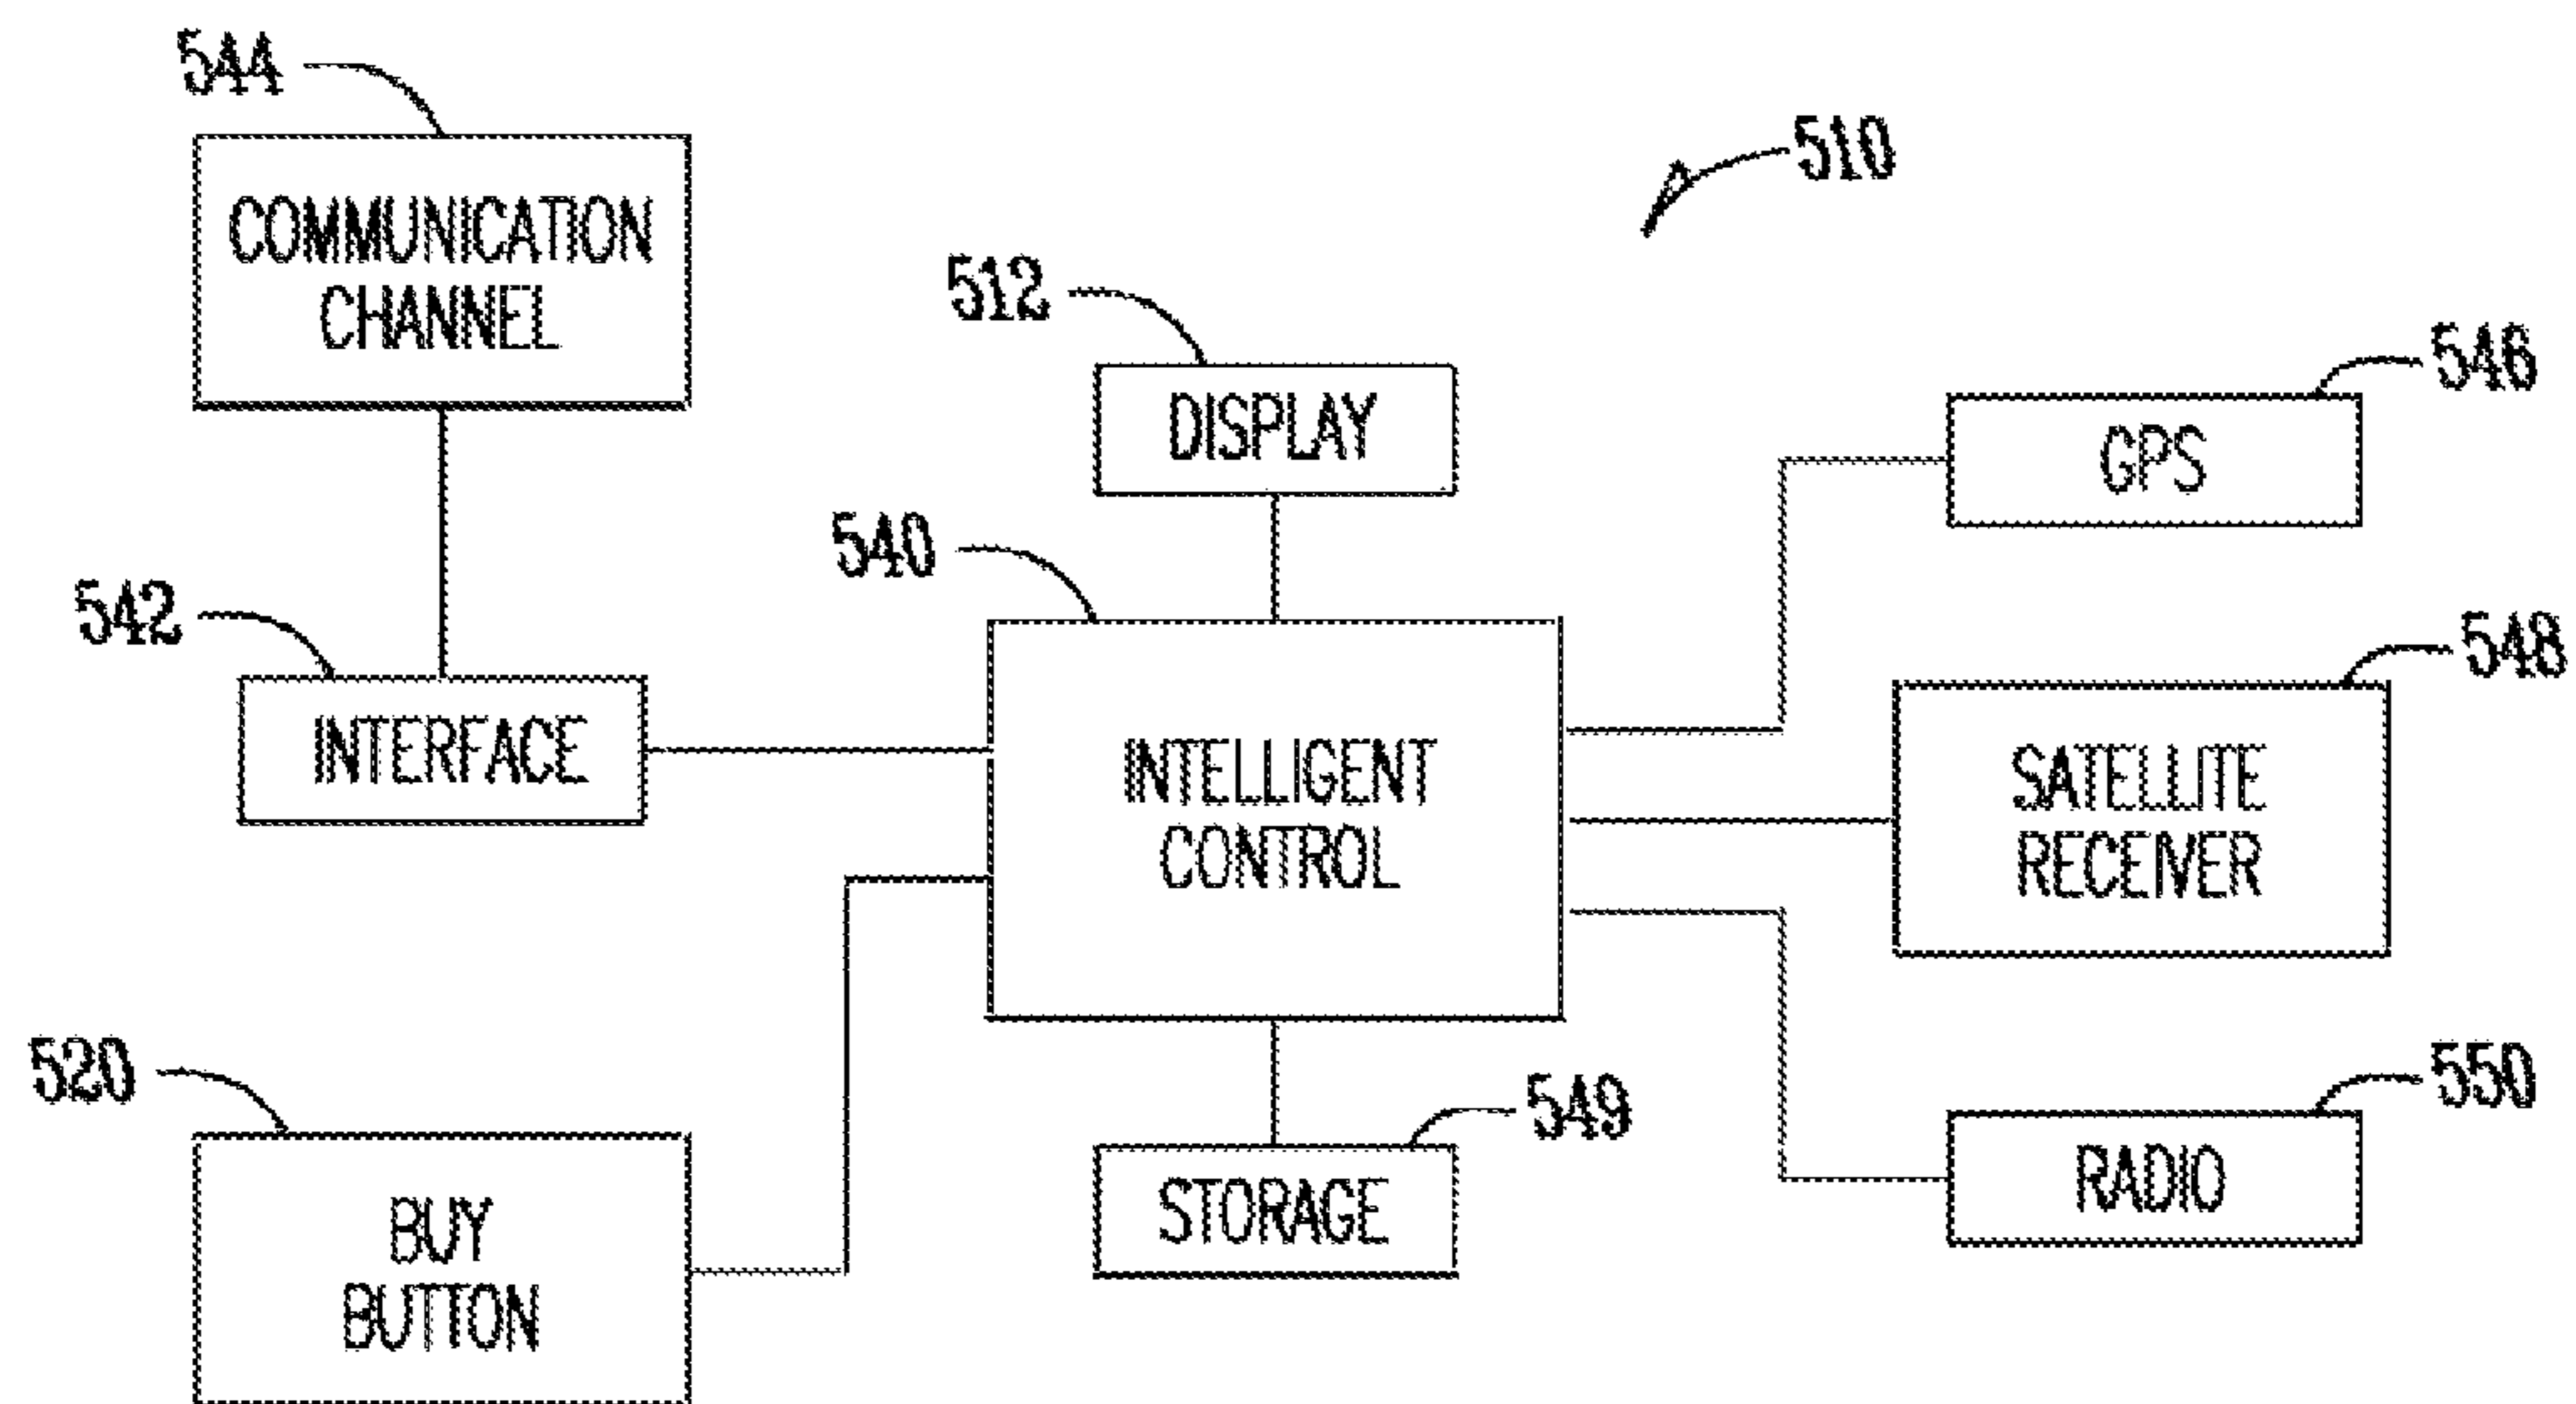 544
COMMUNICATION
CHANNEL
510
512
DISPLAY
546
GPS
540
542
INTERFACE
INTELLIGENT
CONTROL
548
SATELLITE
RECEIVER
520
BUY
BUTTON
549
STORAGE
550
RADIO